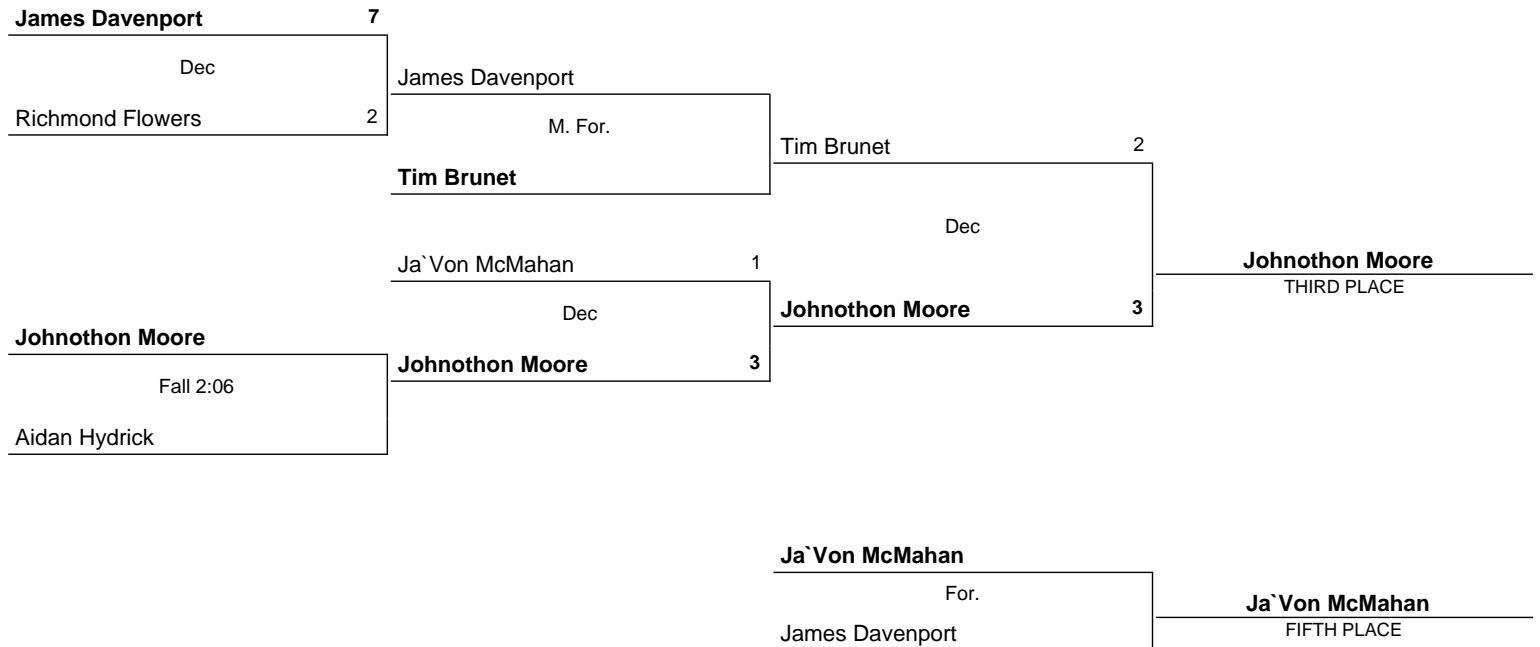 James Davenport 7
Dec
James Davenport
Richmond Flowers 2
M. For.
Tim Brunet 2
Tim Brunet
Dec
Ja`Von McMahan 1
Johnothon Moore
THIRD PLACE
Dec
Johnothon Moore 3
Johnothon Moore
Johnothon Moore 3
Fall 2:06
Aidan Hydrick
Ja`Von McMahan
For.
Ja`Von McMahan
FIFTH PLACE
James Davenport